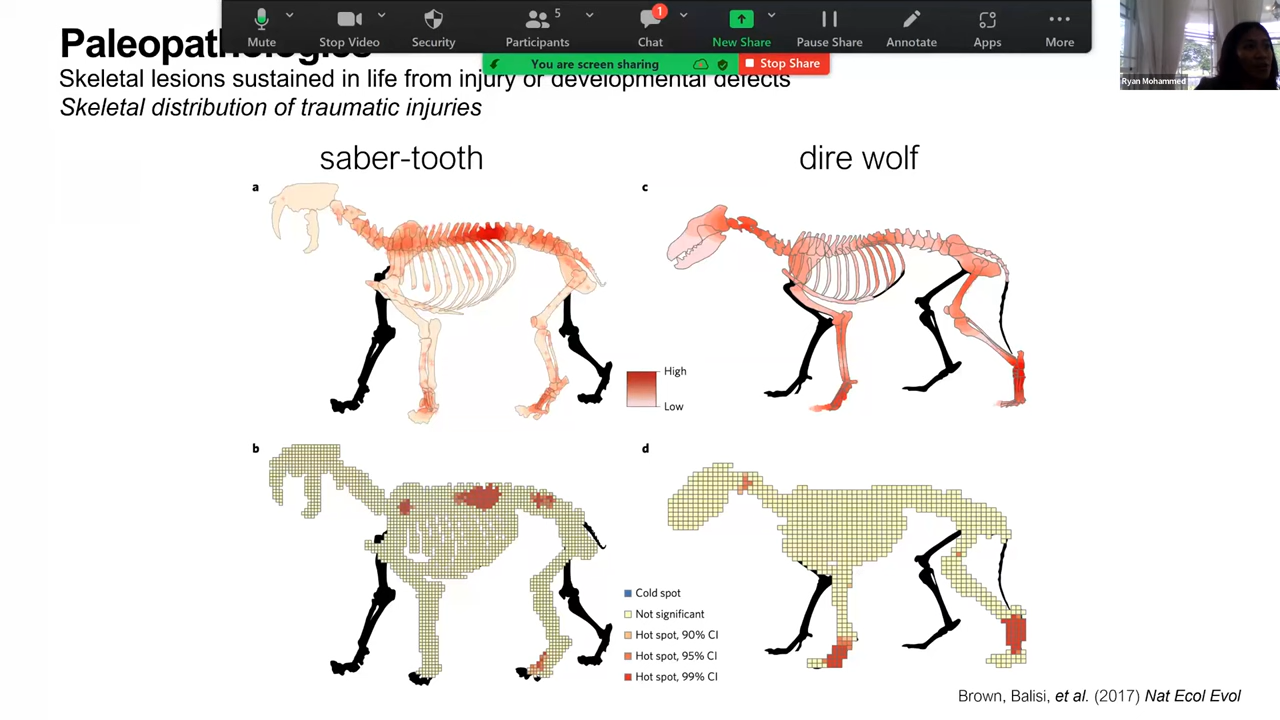 Mute
Stop Video
Security
Participants
5
Chat
1
New Share
Pause Share
Annotate
Apps
More
You are screen sharing
Stop Share
Ryan Mohammed
Skeletal lesions sustained in life from injury or developmental defects
Skeletal distribution of traumatic injuries
saber-tooth
dire wolf
a
c
High
Low
b
d
Cold spot
Not significant
Hot spot, 90% CI
Hot spot, 95% CI
Hot spot, 99% CI
Brown, Balisi, et al. (2017) Nat Ecol Evol